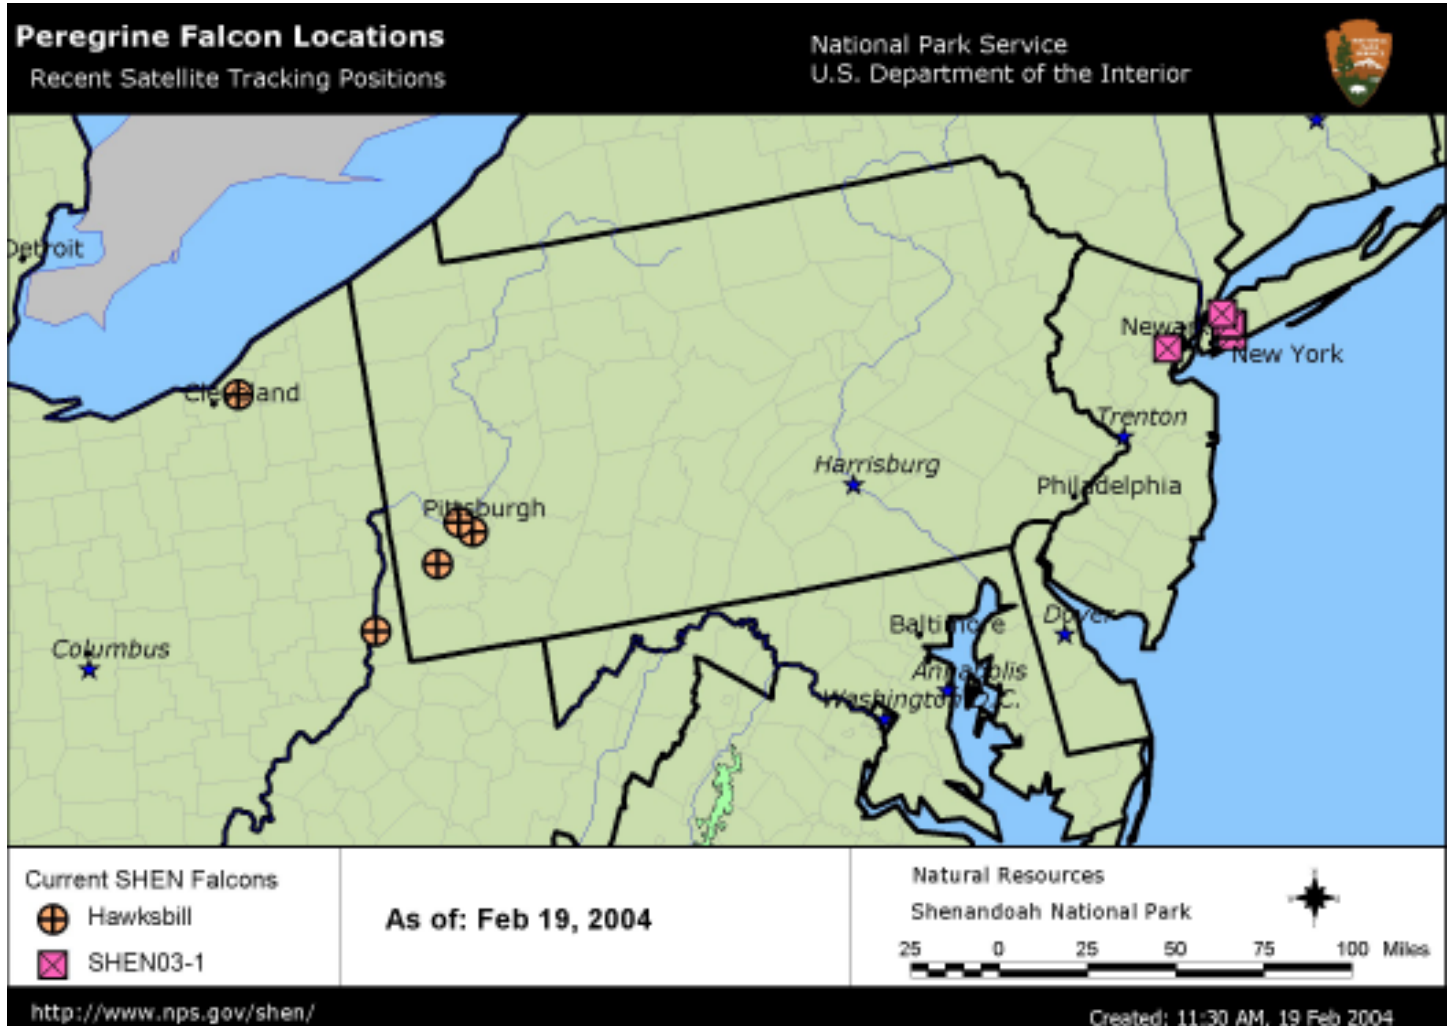 Peregrine Falcon Locations
Recent Satellite Tracking Positions
National Park Service
U.S. Department of the Interior
Detroit
Newark
New York
Cleveland
Trenton
Harrisburg
Philadelphia
Pittsburgh
Columbus
Baltimore
Dover
Annapolis
Washington D.C.
Current SHEN Falcons
Hawksbill
SHEN03-1
As of: Feb 19, 2004
Natural Resources
Shenandoah National Park
25 0 25 50 75 100 Miles
http://www.nps.gov/shen/
Created: 11:30 AM, 19 Feb 2004